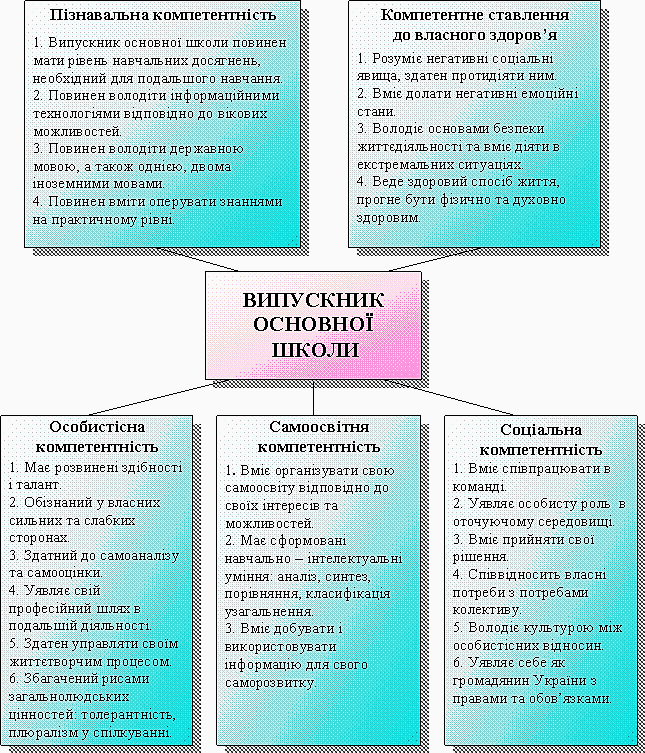 Пізнавальна компетентність
1. Випускник основної школи повинен
мати рівень навчальних досягнень,
необхідний для подальшого навчання.
2. Повинен володіти інформаційними
технологіями відповідно до вікових
можливостей.
3. Повинен володіти державною
мовою, а також однією, двома
іноземними мовами.
4. Повинен вміти оперувати знаннями
на практичному рівні.
Компетентне ставлення
до власного здоров’я
1. Розуміє негативні соціальні
явища, здатен протидіяти ним.
2. Вміє долати негативні емоційні
стани.
3. Володіє основами безпеки
життєдіяльності та вміє діяти в
екстремальних ситуаціях.
4. Веде здоровий спосіб життя,
прогне бути фізично та духовно
здоровим.
ВИПУСКНИК
ОСНОВНОЇ
ШКОЛИ
Особистісна
компетентність
1. Має розвинені здібності
і талант.
2. Обізнаний у власних
сильних та слабких
сторонах.
3. Здатний до самоаналізу
та самооцінки.
4. Уявляє свій
професійний шлях в
подальшій діяльності.
5. Здатен управляти своїм
життєтворчим процесом.
6. Збагачений рисами
загальнолюдських
цінностей: толерантність,
плюралізм у спілкуванні.
Самоосвітня
компетентність
1. Вміє організувати свою
самоосвіту відповідно до
своїх інтересів та
можливостей.
2. Має сформовані
навчально – інтелектуальні
уміння: аналіз, синтез,
порівняння, класифікація
узагальнення.
3. Вміє добувати і
використовувати
інформацію для свого
саморозвитку.
Соціальна
компетентність
1. Вміє співпрацювати в
команді.
2. Уявляє особисту роль в
оточуючому середовищі.
3. Вміє прийняти свої
рішення.
4. Співвідносить власні
потреби з потребами
колективу.
5. Володіє культурою між
особистісних відносин.
6. Уявляє себе як
громадянин України з
правами та обов’язками.